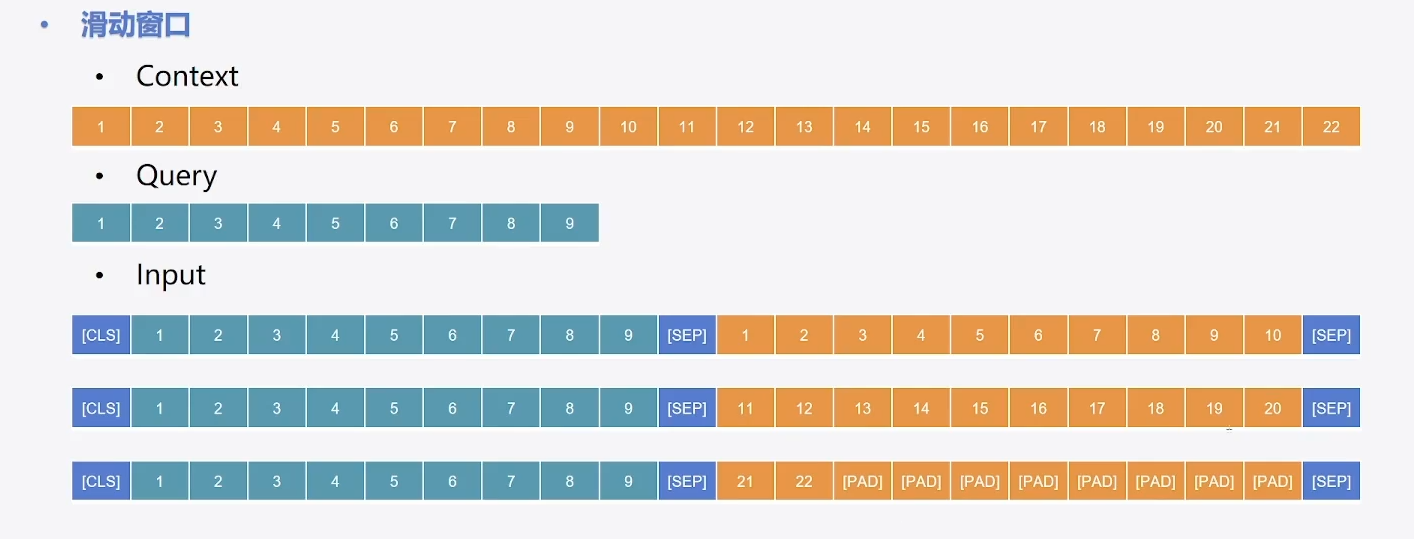 滑动窗口
Context
1 2 3 4 5 6 7 8 9 10 11 12 13 14 15 16 17 18 19 20 21 22
Query
1 2 3 4 5 6 7 8 9
Input
[CLS] 1 2 3 4 5 6 7 8 9 [SEP] 1 2 3 4 5 6 7 8 9 10 [SEP]
[CLS] 1 2 3 4 5 6 7 8 9 [SEP] 11 12 13 14 15 16 17 18 19 20 [SEP]
[CLS] 1 2 3 4 5 6 7 8 9 [SEP] 21 22 [PAD] [PAD] [PAD] [PAD] [PAD] [PAD] [PAD] [PAD] [SEP]